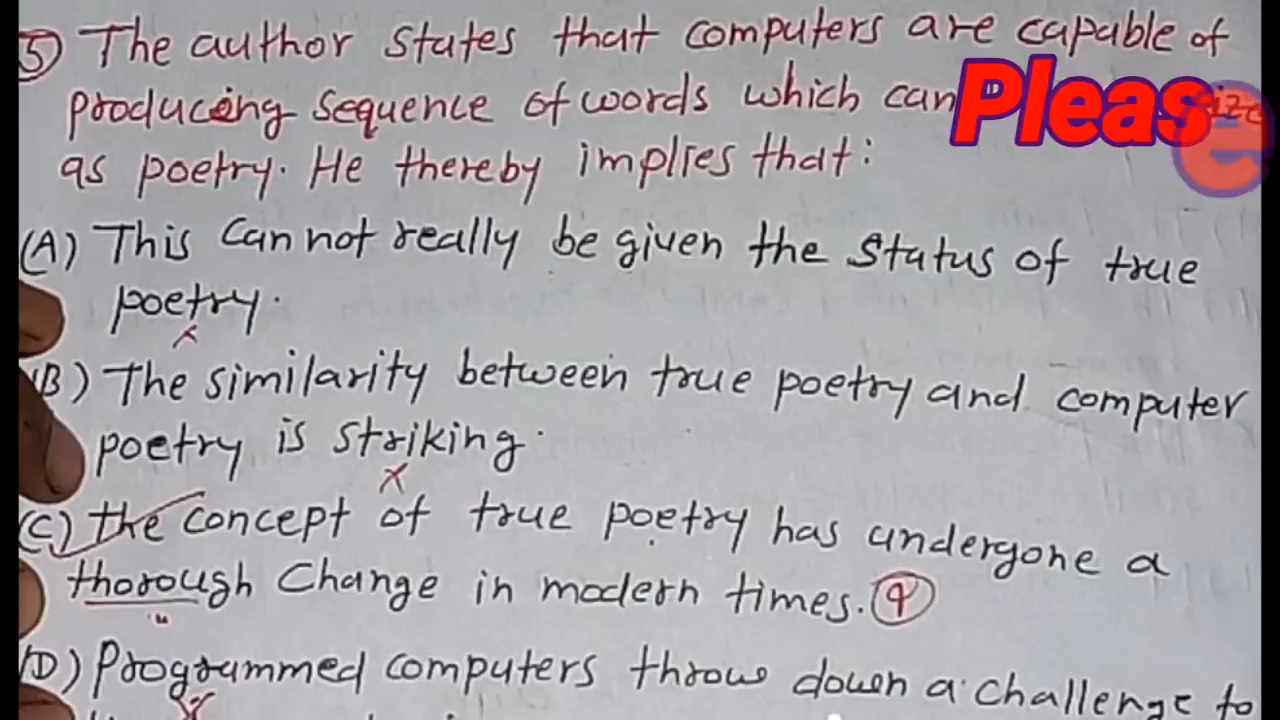 5) The author states that computers are capable of
producing sequence of words which can
as poetry. He thereby implies that:
(A) This cannot really be given the status of true
poetry.
(B) The similarity between true poetry and computer
poetry is striking.
(C) the concept of true poetry has undergone a
thorough change in modern times. 9
(D) Programmed computers throw down a challenge to
Please